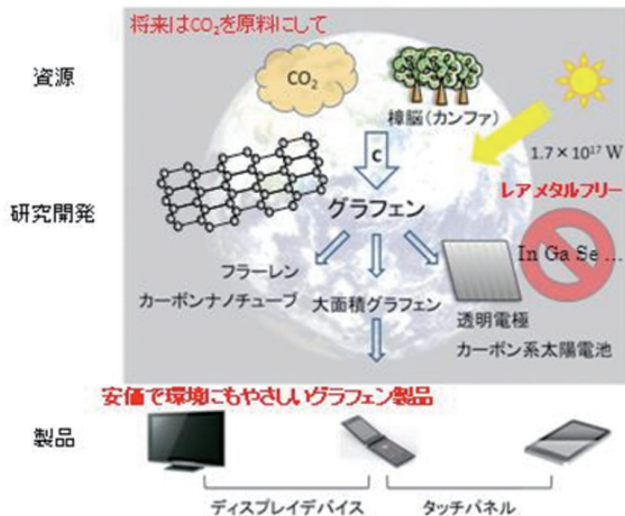 将来はCO₂を原料にして
資源
CO₂
樟脳(カンファ)
C
1.7×10¹⁷ W
レアメタルフリー
研究開発
グラフェン
In Ga Se ...
フラーレン
カーボンナノチューブ
大面積グラフェン
透明電極
カーボン系太陽電池
安価で環境にもやさしいグラフェン製品
製品
ディスプレイデバイス
タッチパネル